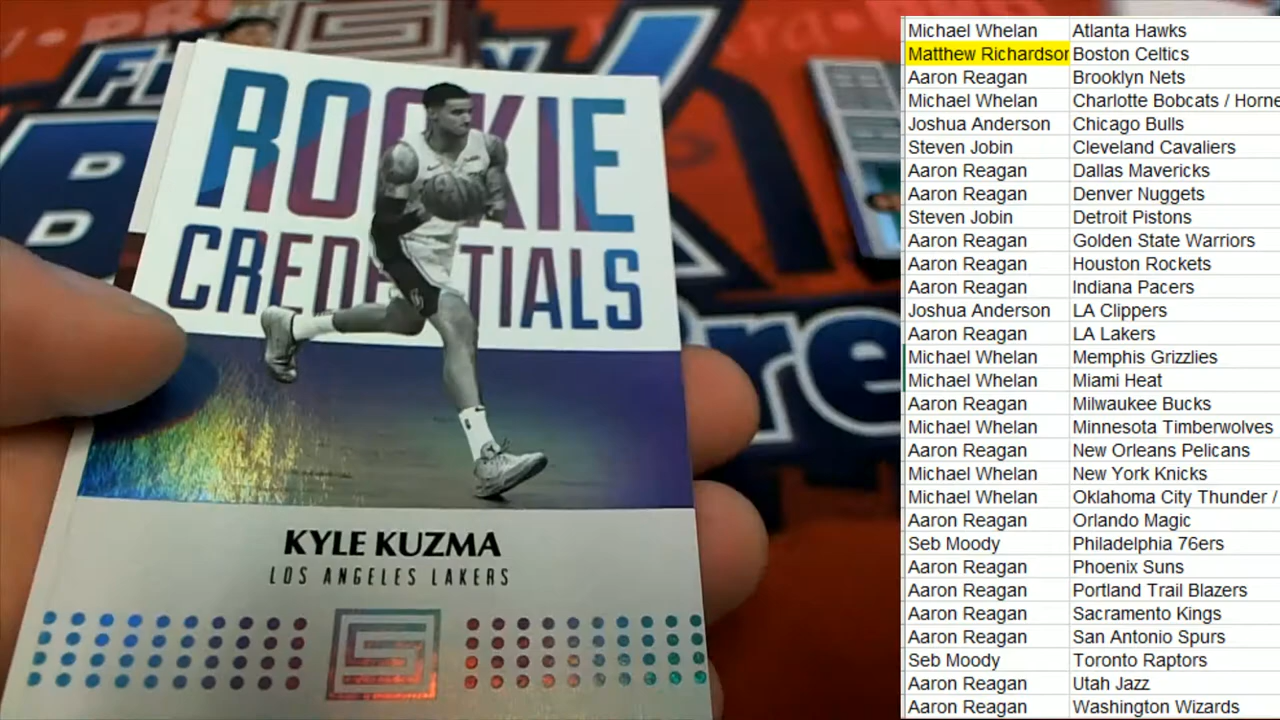 ROOKIE
CREDENTIALS
KYLE KUZMA
LOS ANGELES LAKERS
Michael Whelan Atlanta Hawks
Matthew Richardson Boston Celtics
Aaron Reagan Brooklyn Nets
Michael Whelan Charlotte Bobcats / Horne
Joshua Anderson Chicago Bulls
Steven Jobin Cleveland Cavaliers
Aaron Reagan Dallas Mavericks
Aaron Reagan Denver Nuggets
Steven Jobin Detroit Pistons
Aaron Reagan Golden State Warriors
Aaron Reagan Houston Rockets
Aaron Reagan Indiana Pacers
Joshua Anderson LA Clippers
Aaron Reagan LA Lakers
Michael Whelan Memphis Grizzlies
Michael Whelan Miami Heat
Aaron Reagan Milwaukee Bucks
Michael Whelan Minnesota Timberwolves
Aaron Reagan New Orleans Pelicans
Michael Whelan New York Knicks
Michael Whelan Oklahoma City Thunder /
Aaron Reagan Orlando Magic
Seb Moody Philadelphia 76ers
Aaron Reagan Phoenix Suns
Aaron Reagan Portland Trail Blazers
Aaron Reagan Sacramento Kings
Aaron Reagan San Antonio Spurs
Seb Moody Toronto Raptors
Aaron Reagan Utah Jazz
Aaron Reagan Washington Wizards